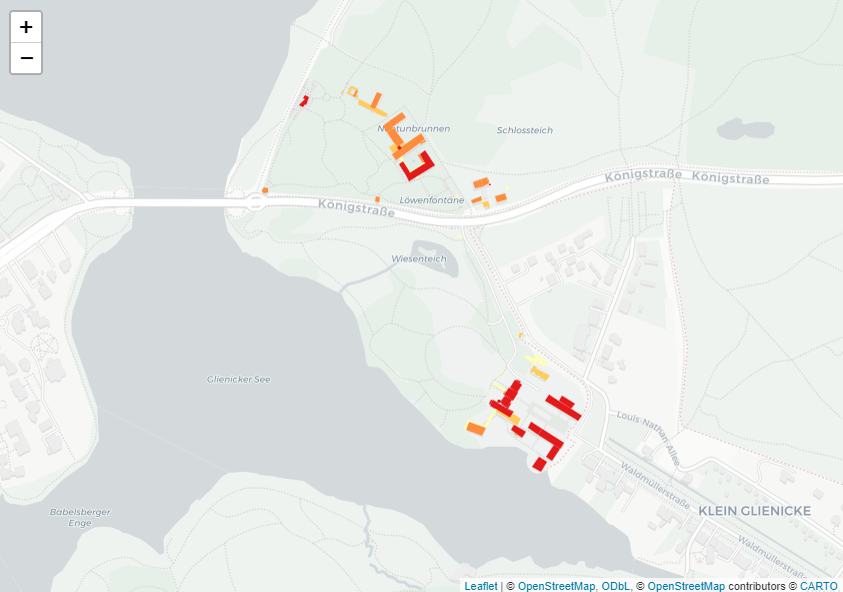 +
−
Neptunbrunnen
Schlossteich
Königstraße Königstraße
Löwenfontäne
Königstraße
Wiesenteich
Glienicker See
Louis-Nathan-Allee
Waldmüllerstraße
Babelsberger
Enge
KLEIN GLIENICKE
Waldmüllerstraße
Leaflet | © OpenStreetMap, ODbL, © OpenStreetMap contributors © CARTO